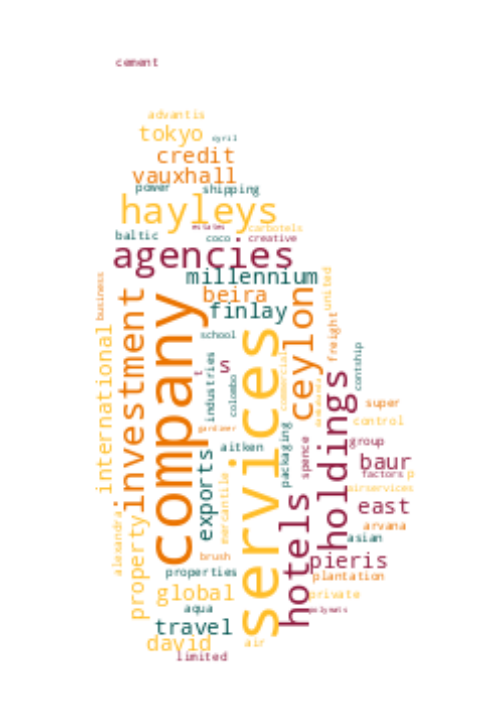 cement
advantis
tokyo
cyril
credit
vauxhall
power
shipping
hayleys
estates
carbotels
baltic
coco
creative
agencies
millennium
business
united
beira
finlay
investment
company
ceylon
services
international
school
freight
contship
industries
s
t
colombo
commercial
holdings
super
control
gardiner
group
aitken
packaging
spence
baur
factors
p
exports
mercantile
airservices
east
hotels
alexandra
property
arvana
asian
brush
pieris
properties
plantation
global
private
aqua
polymats
travel
david
air
limited